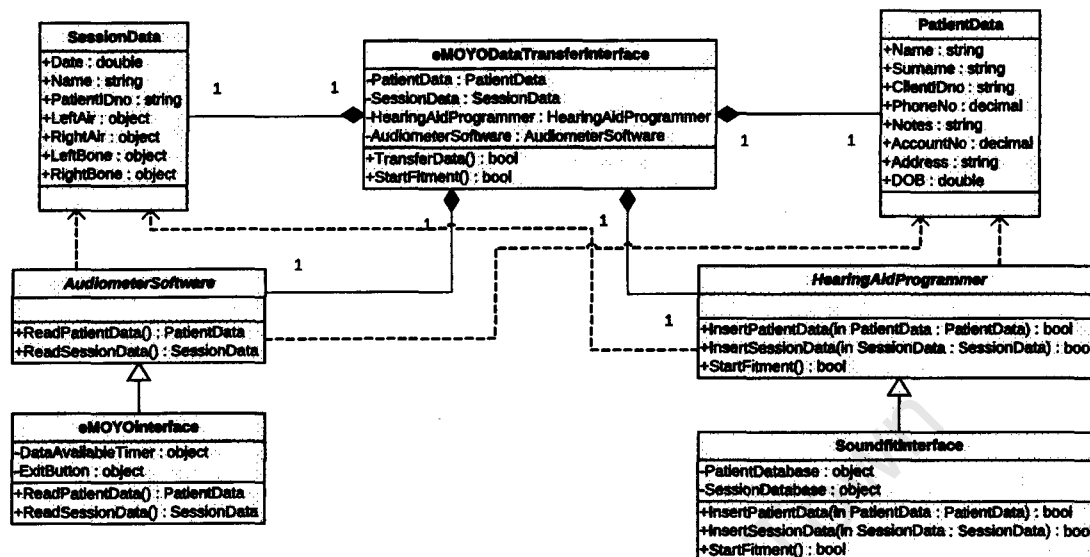 SessionData
+Date : double
+Name : string
+PatientIDno : string
+LeftAir : object
+RightAir : object
+LeftBone : object
+RightBone : object
1
1
eMOYODataTransferInterface
-PatientData : PatientData
-SessionData : SessionData
-HearingAidProgrammer : HearingAidProgrammer
-AudiometerSoftware : AudiometerSoftware
+TransferData() : bool
+StartFitment() : bool
1
1
PatientData
+Name : string
+Surname : string
+ClientIDno : string
+PhoneNo : decimal
+Notes : string
+AccountNo : decimal
+Address : string
+DOB : double
1
1
1
1
AudiometerSoftware
+ReadPatientData() : PatientData
+ReadSessionData() : SessionData
HearingAidProgrammer
+InsertPatientData(in PatientData : PatientData) : bool
+InsertSessionData(in SessionData : SessionData) : bool
+StartFitment() : bool
eMOYOInterface
-DataAvailableTimer : object
-ExitButton : object
+ReadPatientData() : PatientData
+ReadSessionData() : SessionData
SoundfitInterface
-PatientDatabase : object
-SessionDatabase : object
+InsertPatientData(in PatientData : PatientData) : bool
+InsertSessionData(in SessionData : SessionData) : bool
+StartFitment() : bool